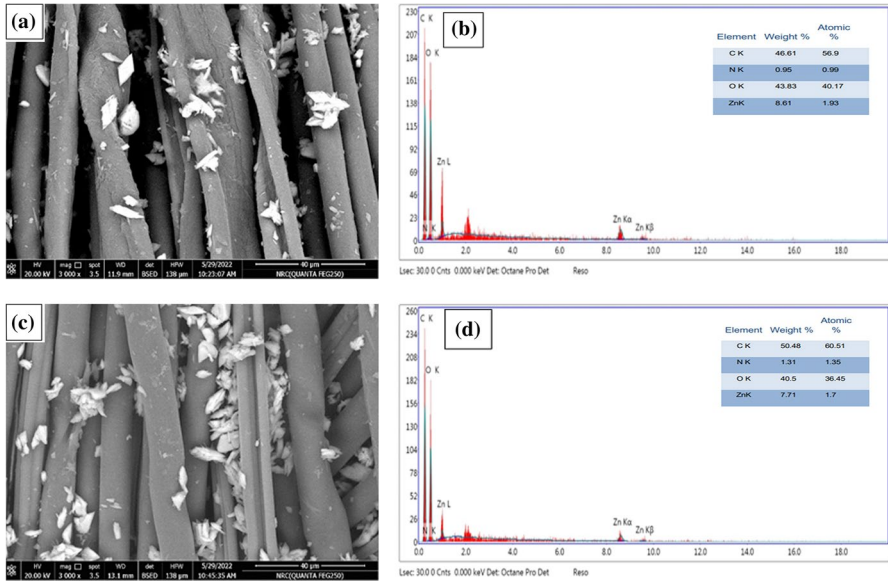 (a)
HV mag □ spot WD det HFW 5/29/2022 40 µm
20.00 kV 3 000 x 3.5 11.9 mm BSED 138 µm 10:23:07 AM NRC(QUANTA FEG250)
(b)
230
207
184
161
138
115
92
69
46
23
0
C K
O K
Zn L
N K
Zn Kα
Zn Kβ
0.0 2.0 4.0 6.0 8.0 10.0 12.0 14.0 16.0 18.0
Lsec: 30.0 0 Cnts 0.000 keV Det: Octane Pro Det Reso
Element Weight % Atomic %
C K 46.61 56.9
N K 0.95 0.99
O K 43.83 40.17
ZnK 8.61 1.93
(c)
HV mag □ spot WD det HFW 5/29/2022 40 µm
20.00 kV 3 000 x 3.5 13.1 mm BSED 138 µm 10:45:35 AM NRC(QUANTA FEG250)
(d)
260
234
208
182
156
130
104
78
52
26
0
C K
O K
Zn L
N K
Zn Kα
Zn Kβ
0.0 2.0 4.0 6.0 8.0 10.0 12.0 14.0 16.0 18.0
Lsec: 30.0 0 Cnts 0.000 keV Det: Octane Pro Det Reso
Element Weight % Atomic %
C K 50.48 60.51
N K 1.31 1.35
O K 40.5 36.45
ZnK 7.71 1.7